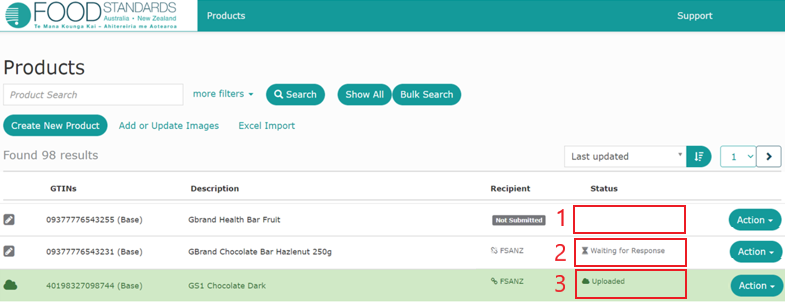 FOOD STANDARDS
Australia • New Zealand
Te Mana Kounga Kai – Ahitereiria me Aotearoa
Products
Support
Products
Product Search
more filters
Search
Show All
Bulk Search
Create New Product
Add or Update Images
Excel Import
Found 98 results
Last updated
1
GTINs Description Recipient Status
09377776543255 (Base) Gbrand Health Bar Fruit Not Submitted 1 Action
09377776543231 (Base) GBrand Chocolate Bar Hazlenut 250g FSANZ 2 Waiting for Response Action
40198327098744 (Base) GS1 Chocolate Dark FSANZ 3 Uploaded Action